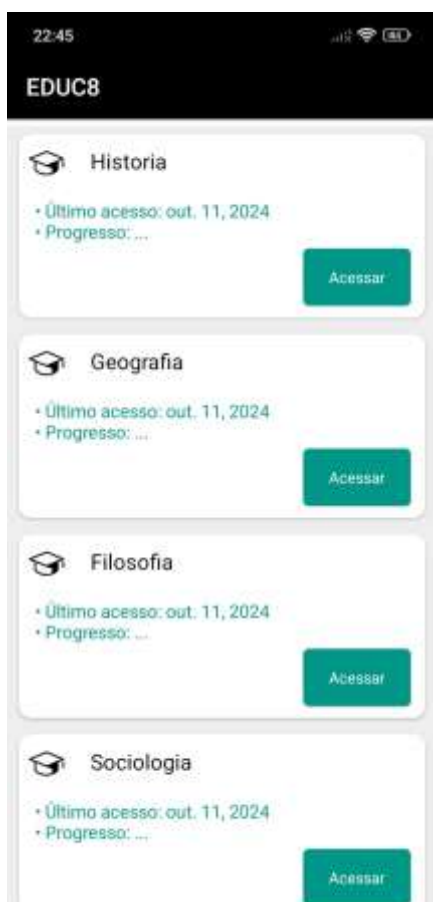 22:45
EDUC8
Historia
• Último acesso: out. 11, 2024
• Progresso: ...
Acessar
Geografia
• Último acesso: out. 11, 2024
• Progresso: ...
Acessar
Filosofia
• Último acesso: out. 11, 2024
• Progresso: ...
Acessar
Sociologia
• Último acesso: out. 11, 2024
• Progresso: ...
Acessar